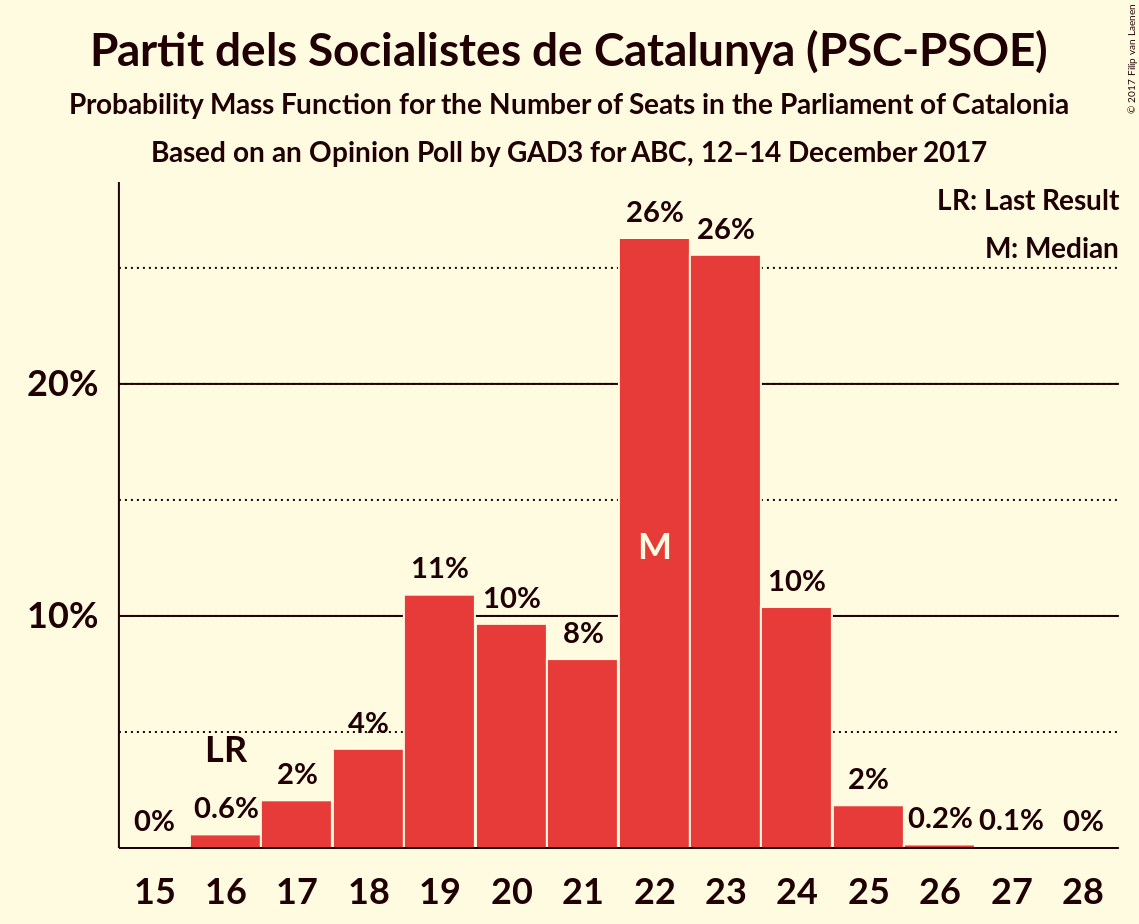 Partit dels Socialistes de Catalunya (PSC-PSOE)
Probability Mass Function for the Number of Seats in the Parliament of Catalonia
Based on an Opinion Poll by GAD3 for ABC, 12–14 December 2017
© 2017 Filip van Laenen
LR: Last Result
M: Median
26%
26%
20%
M
11%
10%
10%
10%
8%
4%
LR
2%
2%
0%
0.6%
0.2%
0.1%
0%
15 16 17 18 19 20 21 22 23 24 25 26 27 28